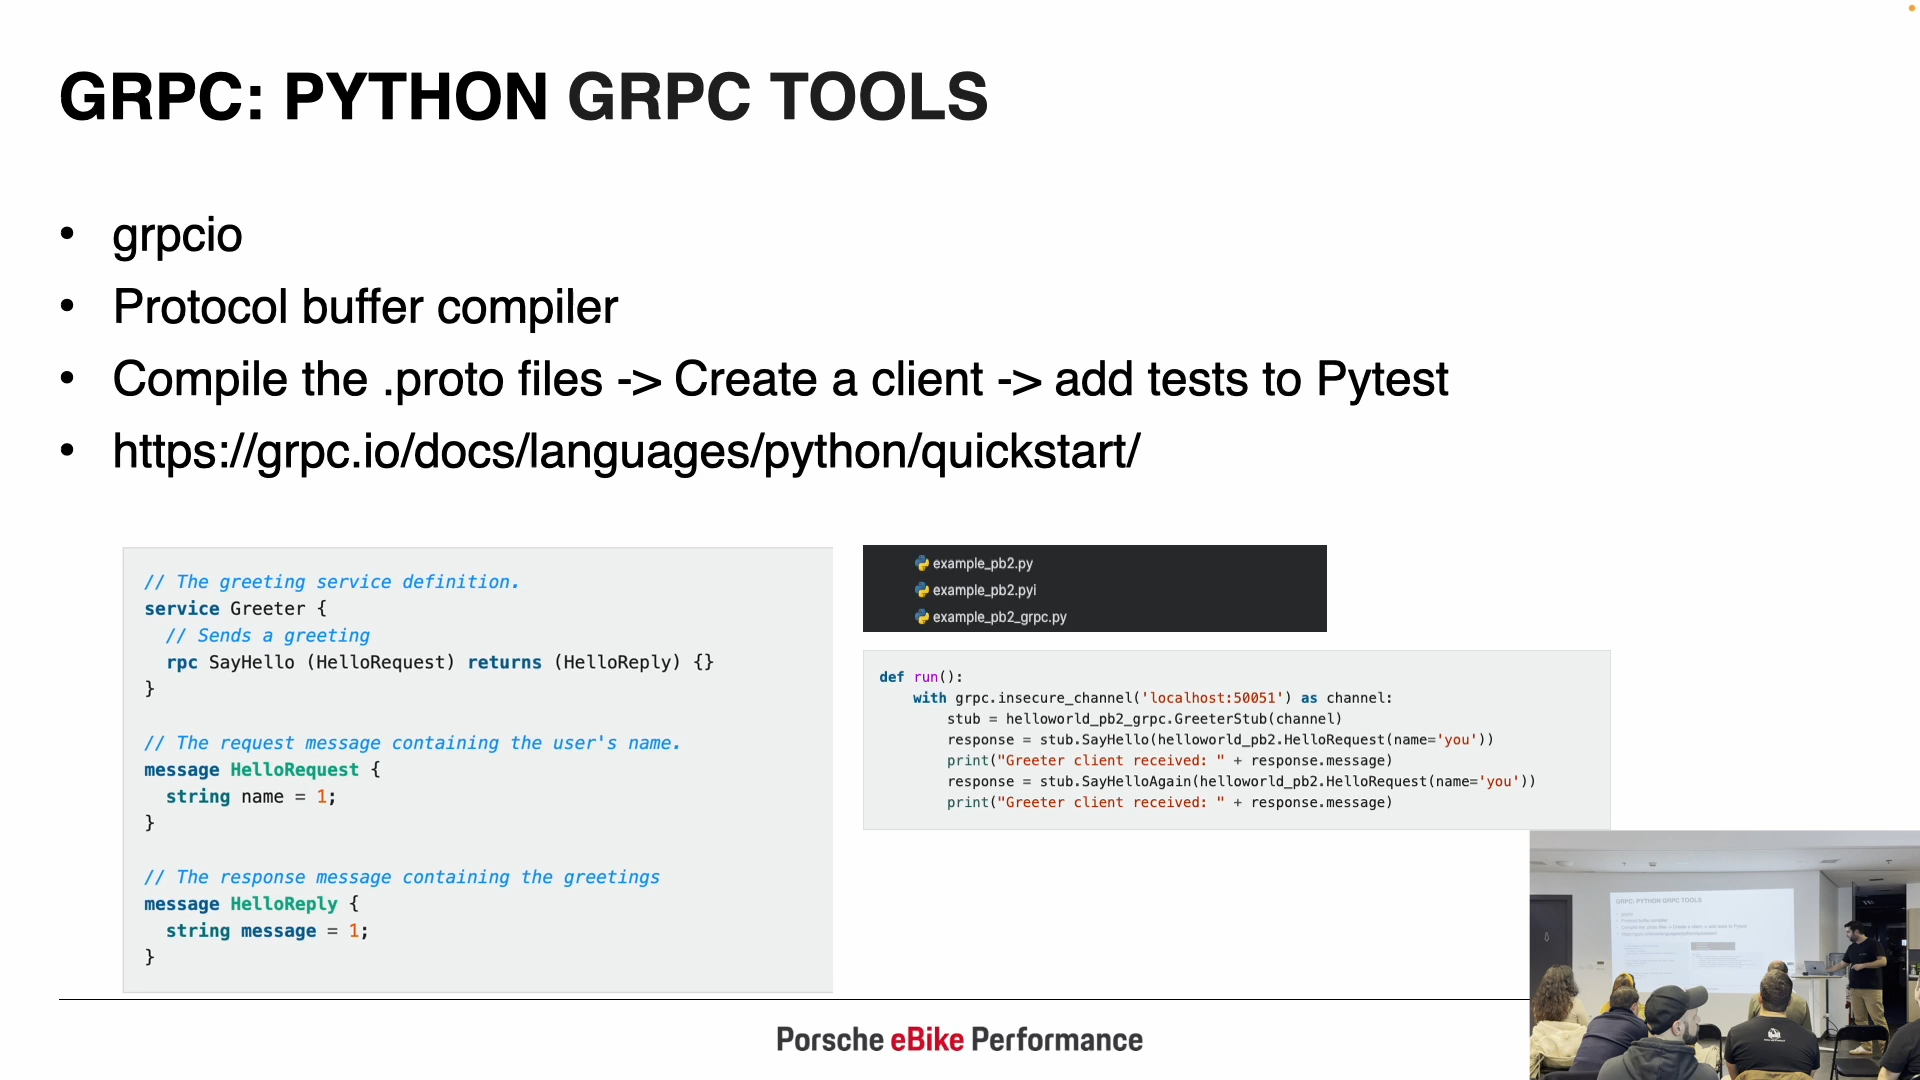 GRPC: PYTHON GRPC TOOLS
• grpcio
• Protocol buffer compiler
• Compile the .proto files -> Create a client -> add tests to Pytest
• https://grpc.io/docs/languages/python/quickstart/
// The greeting service definition.
service Greeter {
  // Sends a greeting
  rpc SayHello (HelloRequest) returns (HelloReply) {}
}
// The request message containing the user's name.
message HelloRequest {
  string name = 1;
}
// The response message containing the greetings
message HelloReply {
  string message = 1;
}
example_pb2.py
example_pb2.pyi
example_pb2_grpc.py
def run():
    with grpc.insecure_channel('localhost:50051') as channel:
        stub = helloworld_pb2_grpc.GreeterStub(channel)
        response = stub.SayHello(helloworld_pb2.HelloRequest(name='you'))
        print("Greeter client received: " + response.message)
        response = stub.SayHelloAgain(helloworld_pb2.HelloRequest(name='you'))
        print("Greeter client received: " + response.message)
Porsche eBike Performance
GRPC: PYTHON GRPC TOOLS